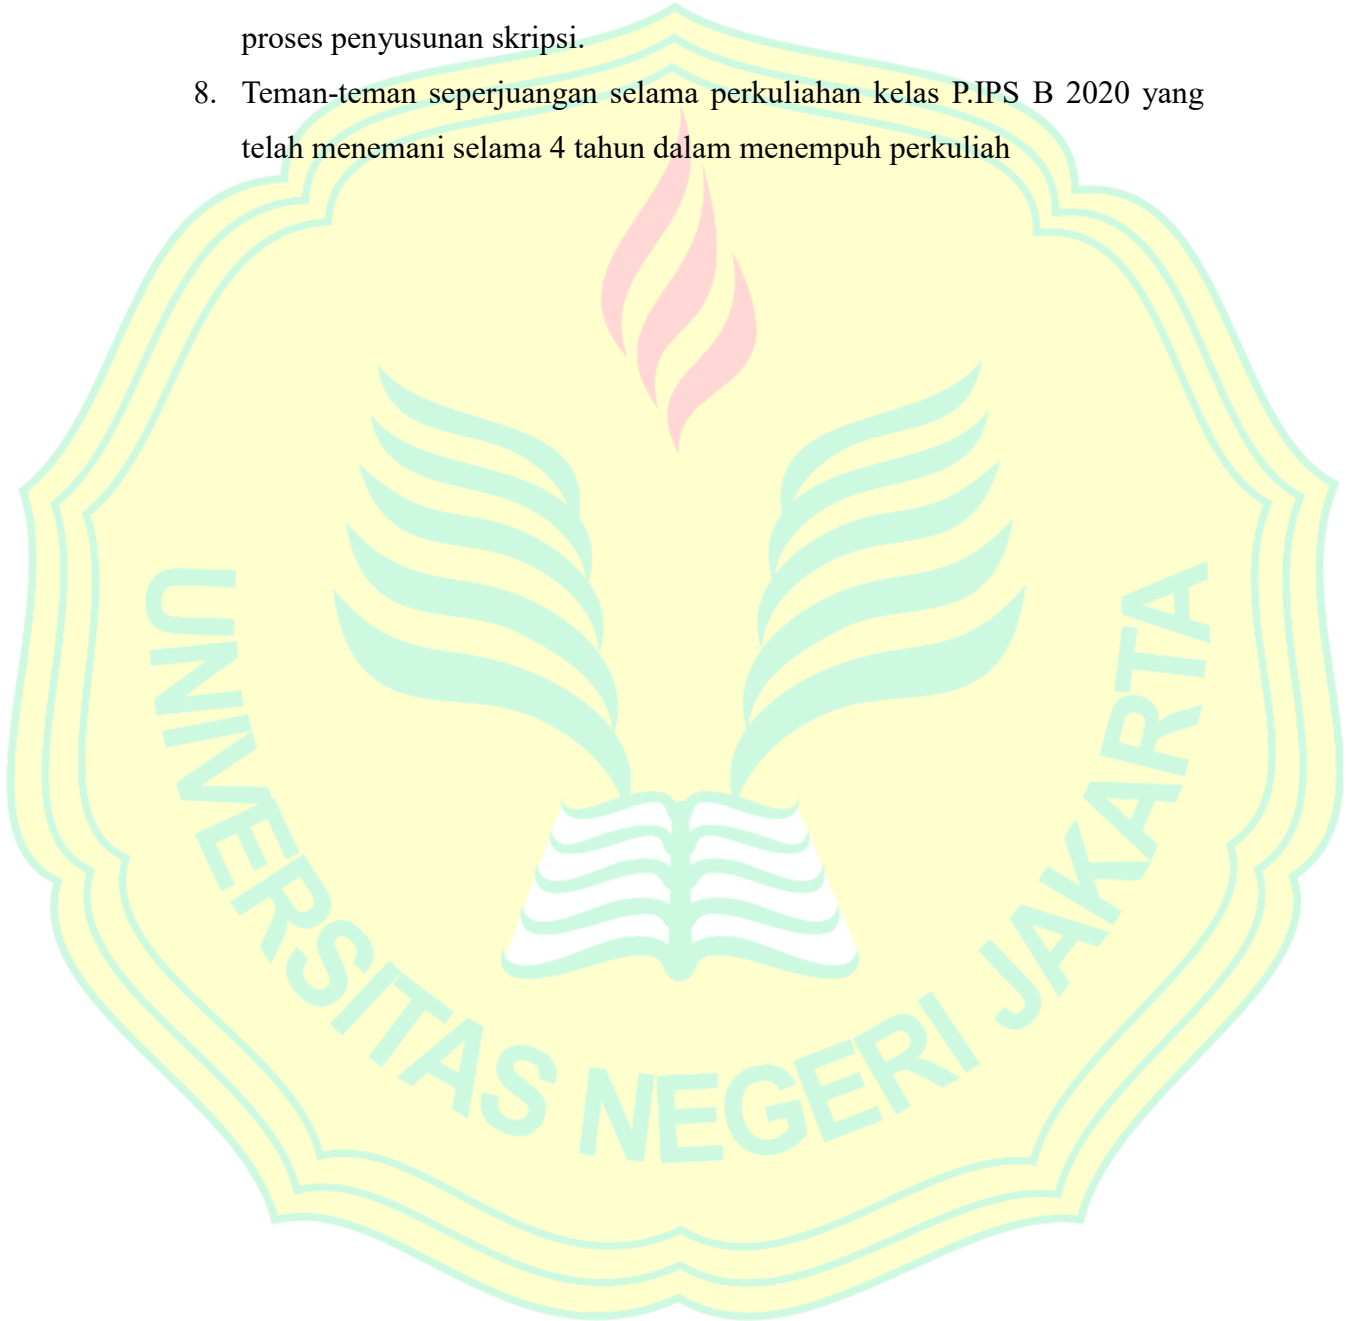 proses penyusunan skripsi.
8. Teman-teman seperjuangan selama perkuliahan kelas P.IPS B 2020 yang
telah menemani selama 4 tahun dalam menempuh perkuliah
UNIVERSITAS NEGERI JAKARTA